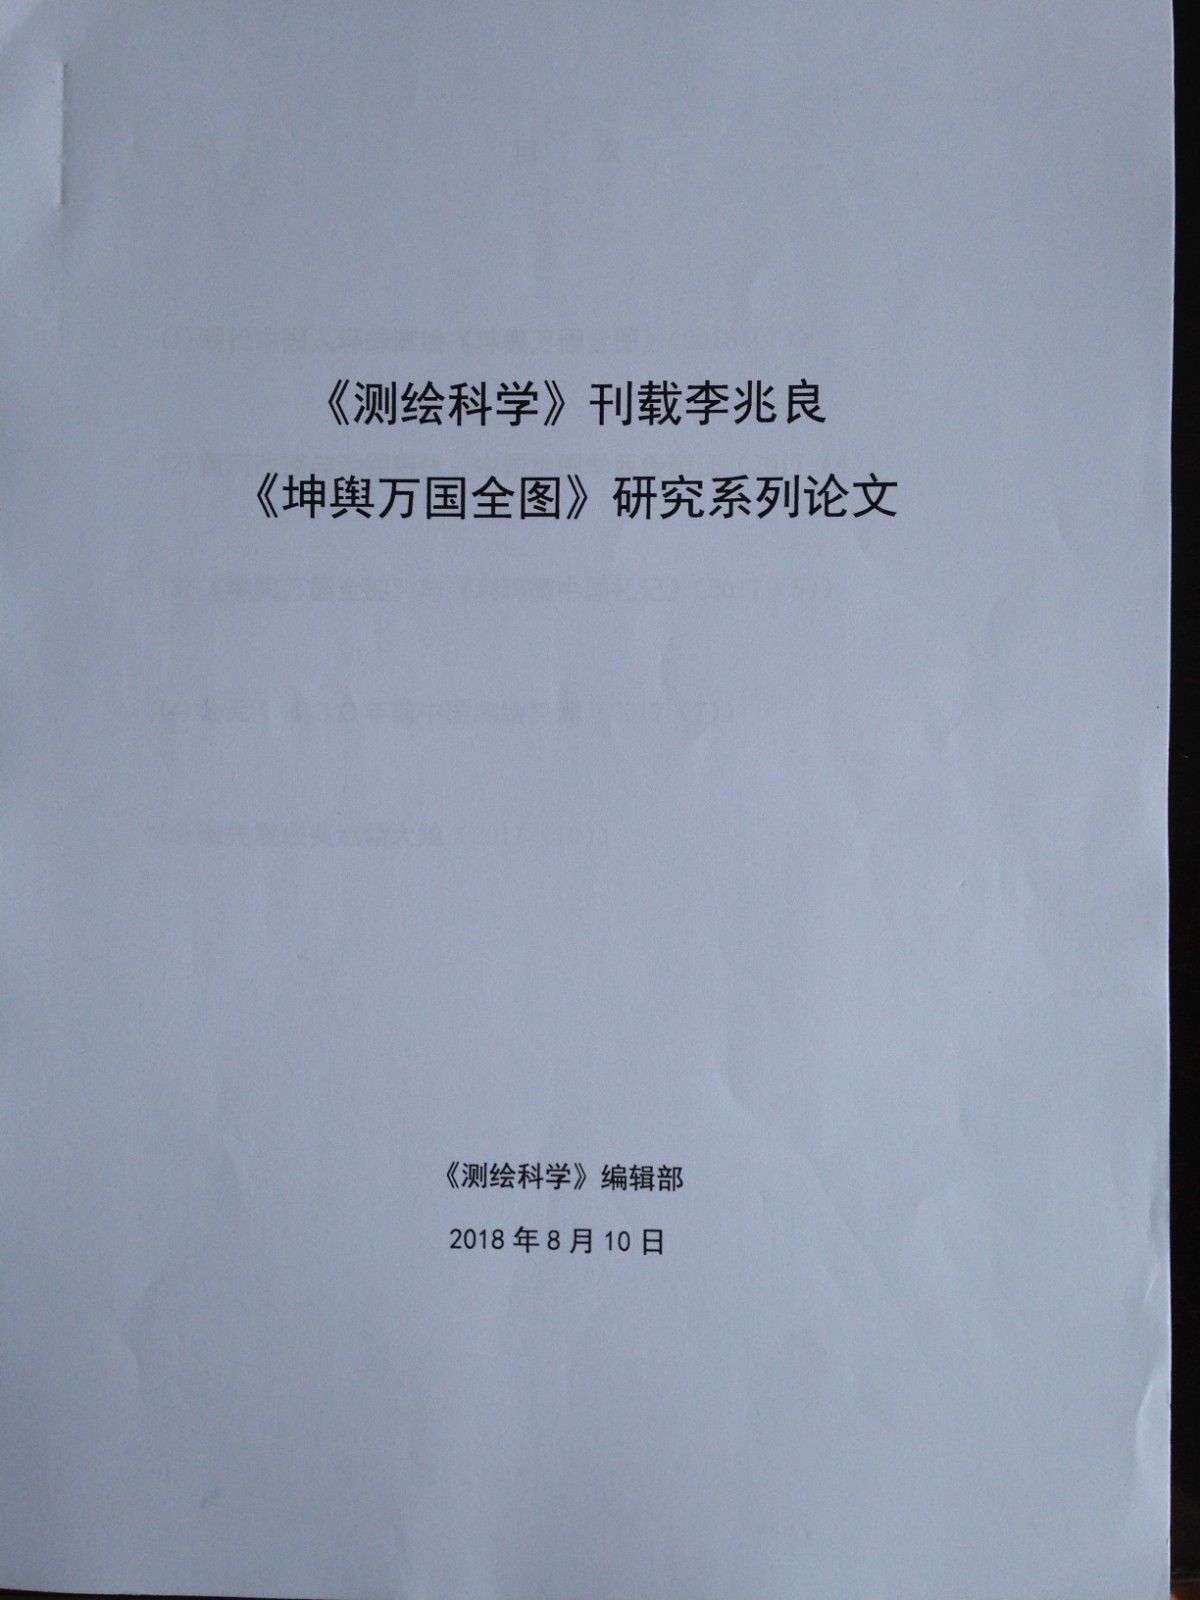 《测绘科学》刊载李兆良
《坤舆万国全图》研究系列论文
《测绘科学》编辑部
2018年8月10日